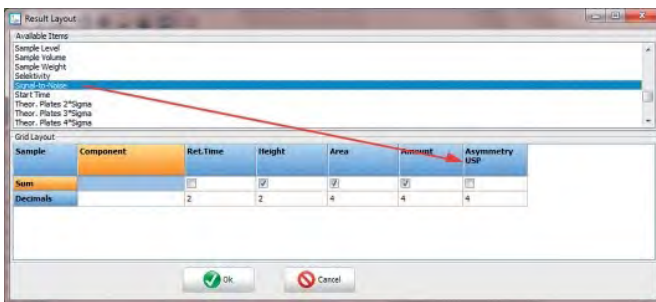 Result Layout
Available Items
Sample Level
Sample Volume
Sample Weight
Selektivity
Signal-to-Noise
Start Time
Theor. Plates 2*Sigma
Theor. Plates 3*Sigma
Theor. Plates 4*Sigma
Grid Layout
Sample Component Ret.Time Height Area Amount Asymmetry USP
Sum
Decimals 2 2 4 4 4
Ok Cancel